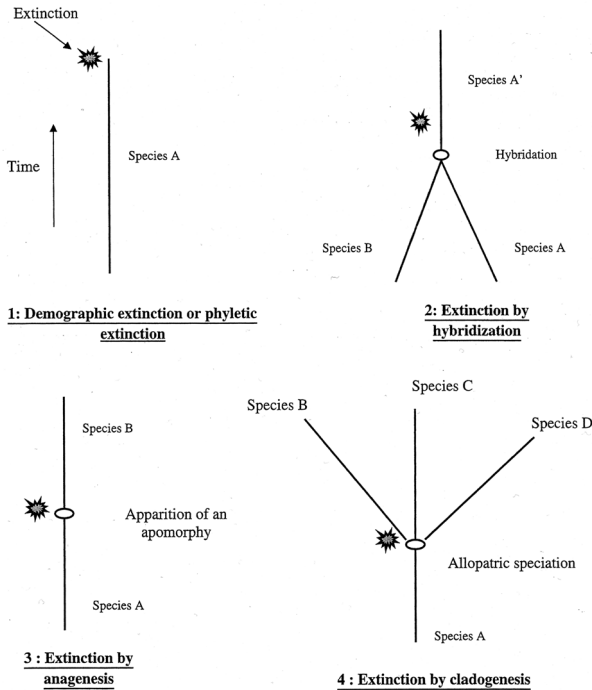 Extinction
Time
Species A
1: Demographic extinction or phyletic
extinction
Species A'
Hybridation
Species B
Species A
2: Extinction by
hybridization
Species B
Apparition of an
apomorphy
Species A
3 : Extinction by
anagenesis
Species C
Species B
Species D
Allopatric speciation
Species A
4 : Extinction by cladogenesis